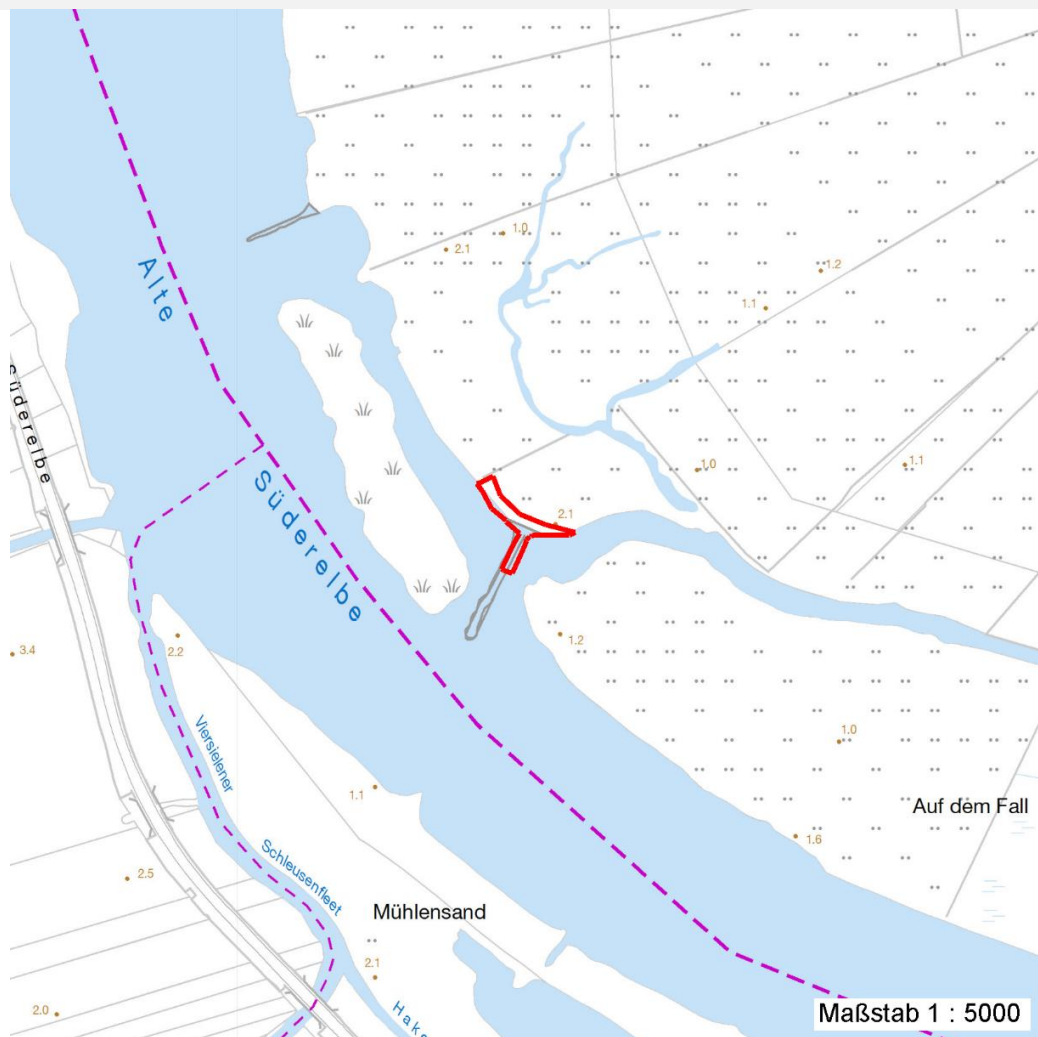 1.0
2.1
1.2
1.1
Alte
Süderelbe
Süderelbe
1.0
1.1
2.1
1.2
2.2
3.4
Viersielener
1.0
1.1
Auf dem Fall
1.6
Schleusenfleet
2.5
Mühlensand
2.1
2.0
Hake
Maßstab 1 : 5000